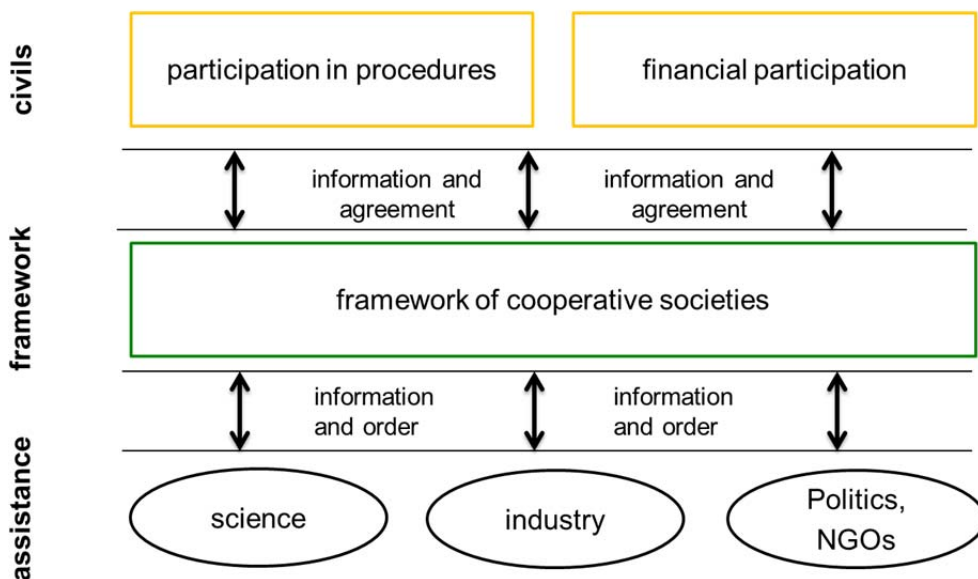 civils
participation in procedures
financial participation
information and
agreement
information and
agreement
framework
framework of cooperative societies
information
and order
information
and order
assistance
science
industry
Politics,
NGOs